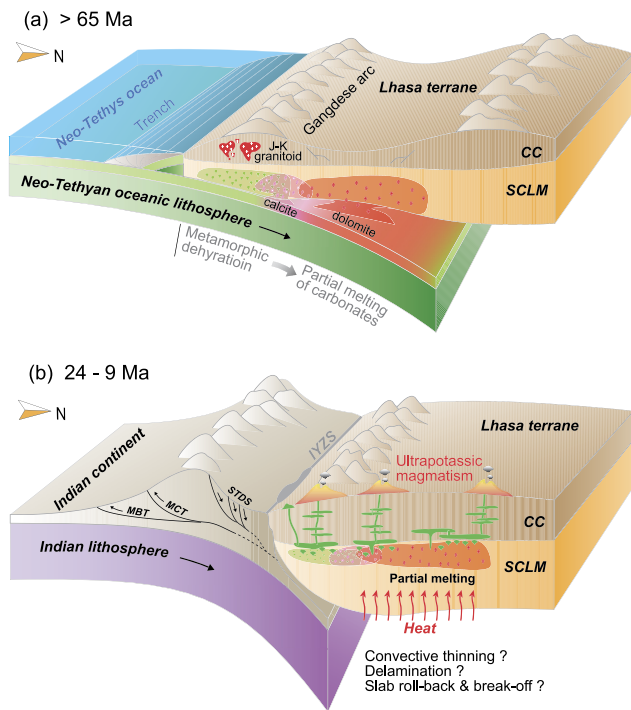 (a) > 65 Ma
N
Neo-Tethys ocean
Trench
Gangdese arc
Lhasa terrane
J-K
granitoid
CC
SCLM
Neo-Tethyan oceanic lithosphere
calcite
dolomite
Metamorphic
dehyratioin
Partial melting
of carbonates
(b) 24 - 9 Ma
N
Indian continent
IYZS
Lhasa terrane
Ultrapotassic
magmatism
STDS
MCT
MBT
CC
Indian lithosphere
SCLM
Partial melting
Heat
Convective thinning ?
Delamination ?
Slab roll-back & break-off ?